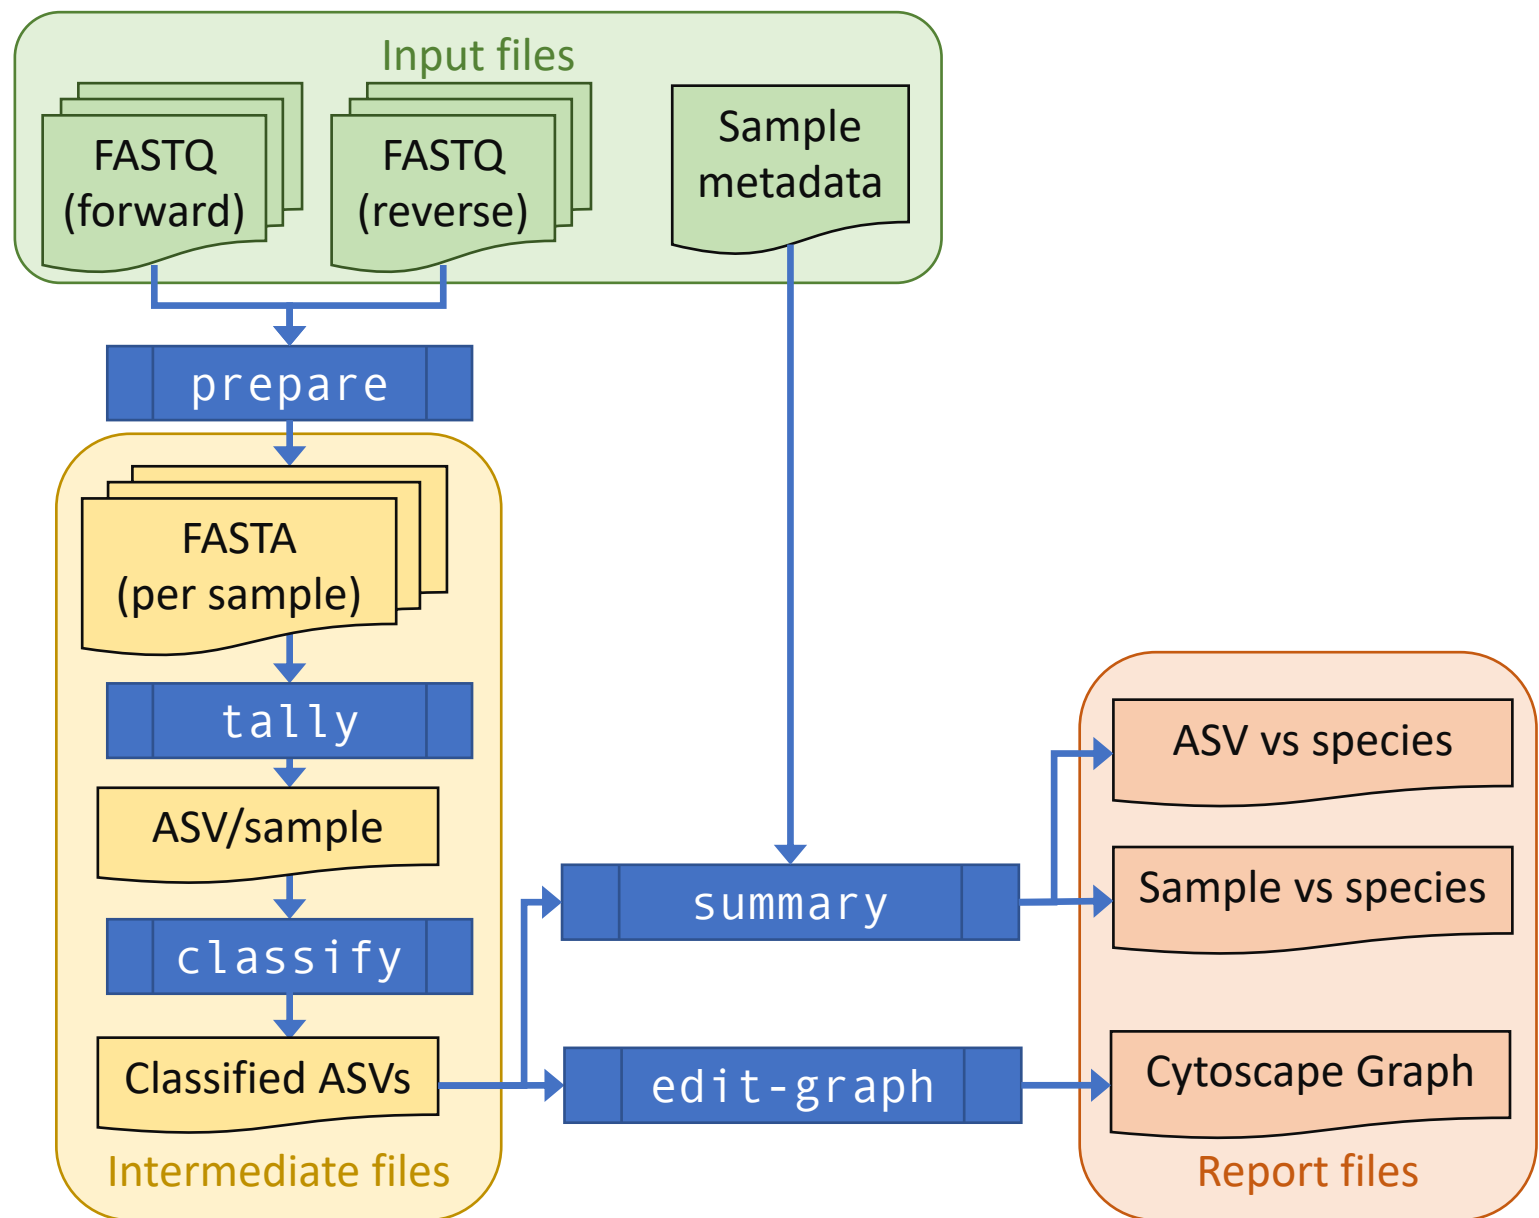 Input files
FASTQ
(forward)
FASTQ
(reverse)
Sample
metadata
prepare
FASTA
(per sample)
tally
ASV/sample
classify
Classified ASVs
Intermediate files
summary
edit-graph
ASV vs species
Sample vs species
Cytoscape Graph
Report files